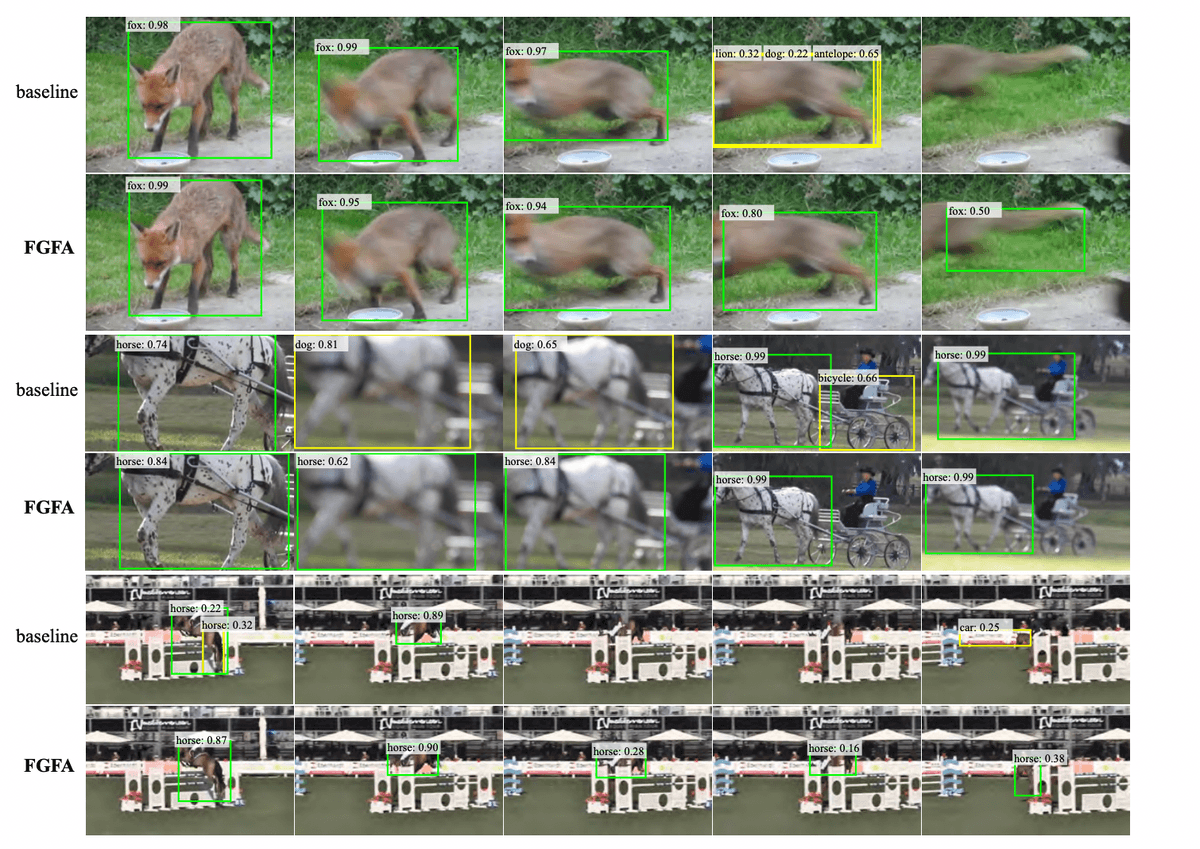 baseline
fox: 0.98
fox: 0.99
fox: 0.97
lion: 0.32 dog: 0.22 antelope: 0.65
FGFA
fox: 0.99
fox: 0.95
fox: 0.94
fox: 0.80
fox: 0.50
baseline
horse: 0.74
dog: 0.81
dog: 0.65
horse: 0.99
bicycle: 0.66
horse: 0.99
FGFA
horse: 0.84
horse: 0.62
horse: 0.84
horse: 0.99
horse: 0.99
baseline
horse: 0.22
horse: 0.32
horse: 0.89
car: 0.25
FGFA
horse: 0.87
horse: 0.90
horse: 0.28
horse: 0.16
horse: 0.38